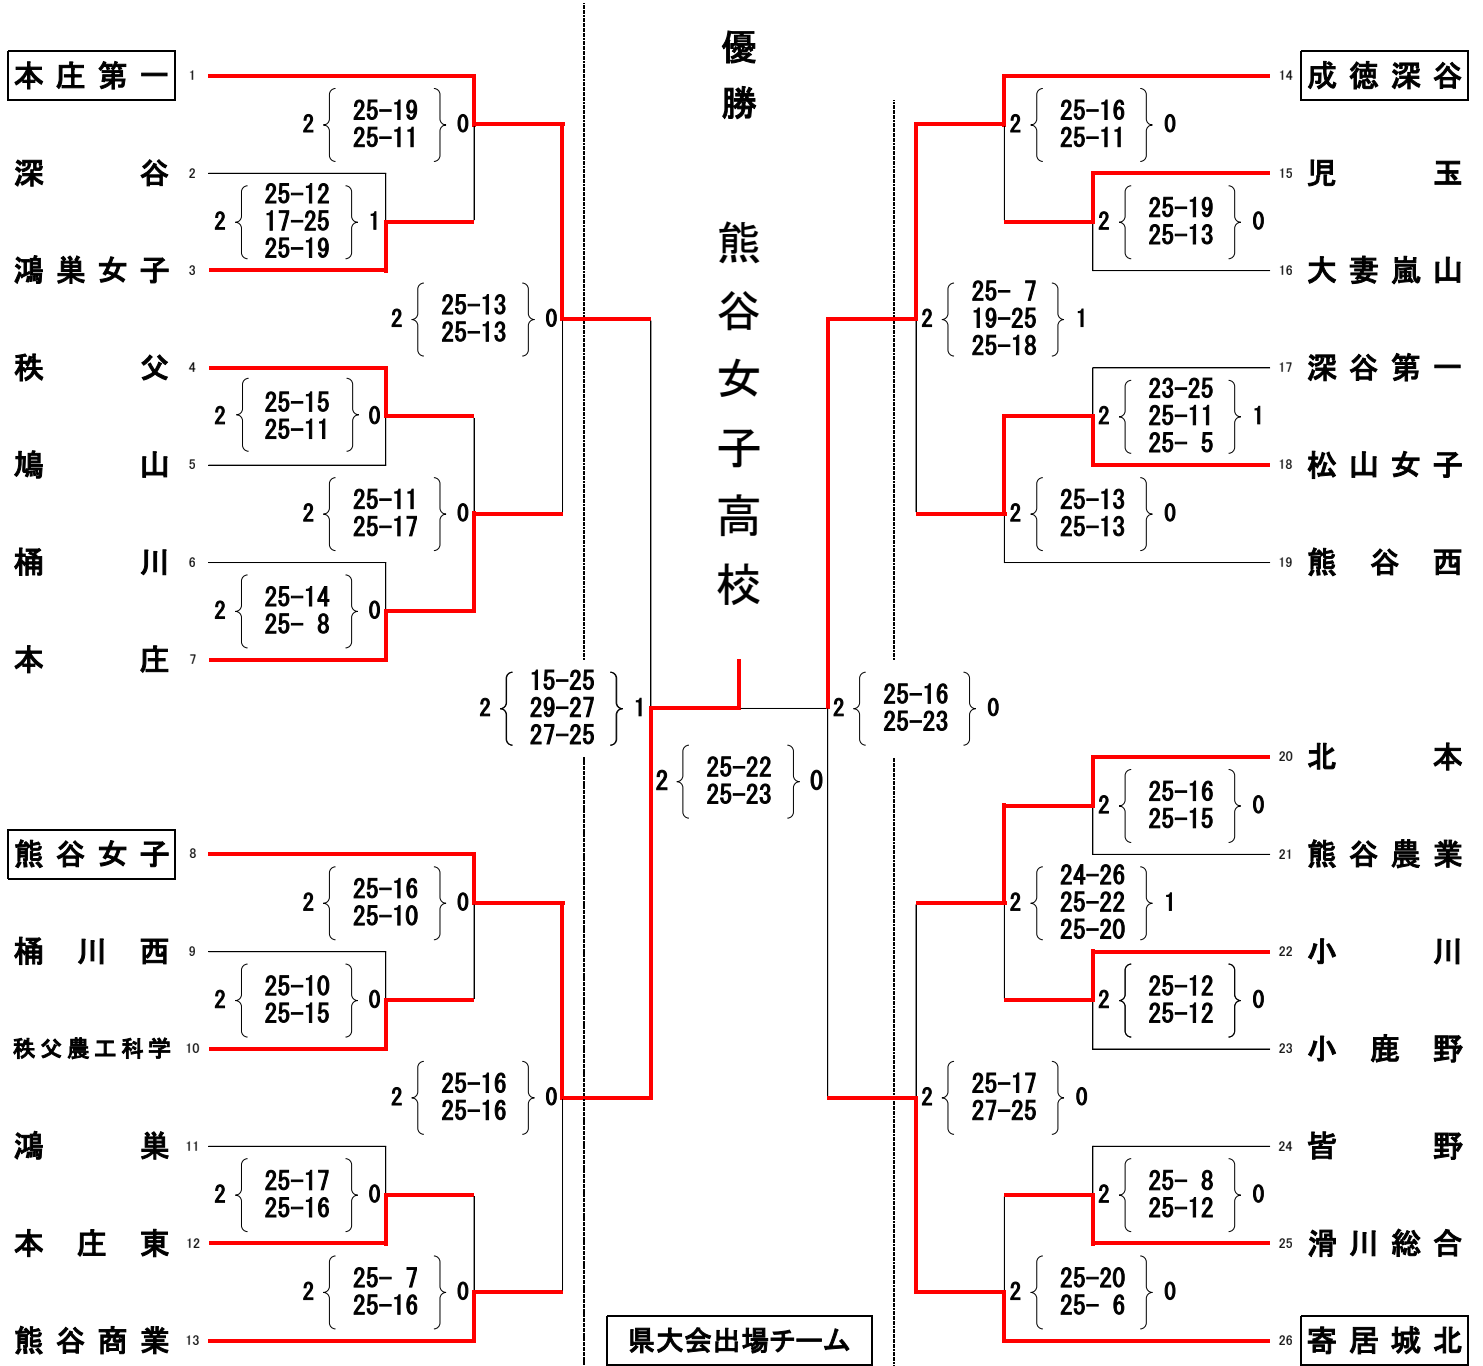 優勝
熊谷女子高校
本庄第一 1
2 25-19 0
25-11
深谷 2
2 25-12 1
17-25
25-19
鴻巣女子 3
2 25-13 0
25-13
秩父 4
2 25-15 0
25-11
鳩山 5
2 25-11 0
25-17
桶川 6
2 25-14 0
25- 8
本庄 7
2 15-25 1
29-27
27-25
2 25-22 0
25-23
熊谷女子 8
2 25-16 0
25-10
桶川西 9
2 25-10 0
25-15
秩父農工科学 10
2 25-16 0
25-16
鴻巣 11
2 25-17 0
25-16
本庄東 12
2 25- 7 0
25-16
熊谷商業 13
14 成徳深谷
2 25-16 0
25-11
15 児玉
2 25-19 0
25-13
16 大妻嵐山
2 25- 7 1
19-25
25-18
17 深谷第一
2 23-25 1
25-11
25- 5
18 松山女子
2 25-13 0
25-13
19 熊谷西
2 25-16 0
25-23
20 北本
2 25-16 0
25-15
21 熊谷農業
2 24-26 1
25-22
25-20
22 小川
2 25-12 0
25-12
23 小鹿野
2 25-17 0
27-25
24 皆野
2 25- 8 0
25-12
25 滑川総合
2 25-20 0
25- 6
26 寄居城北
県大会出場チーム